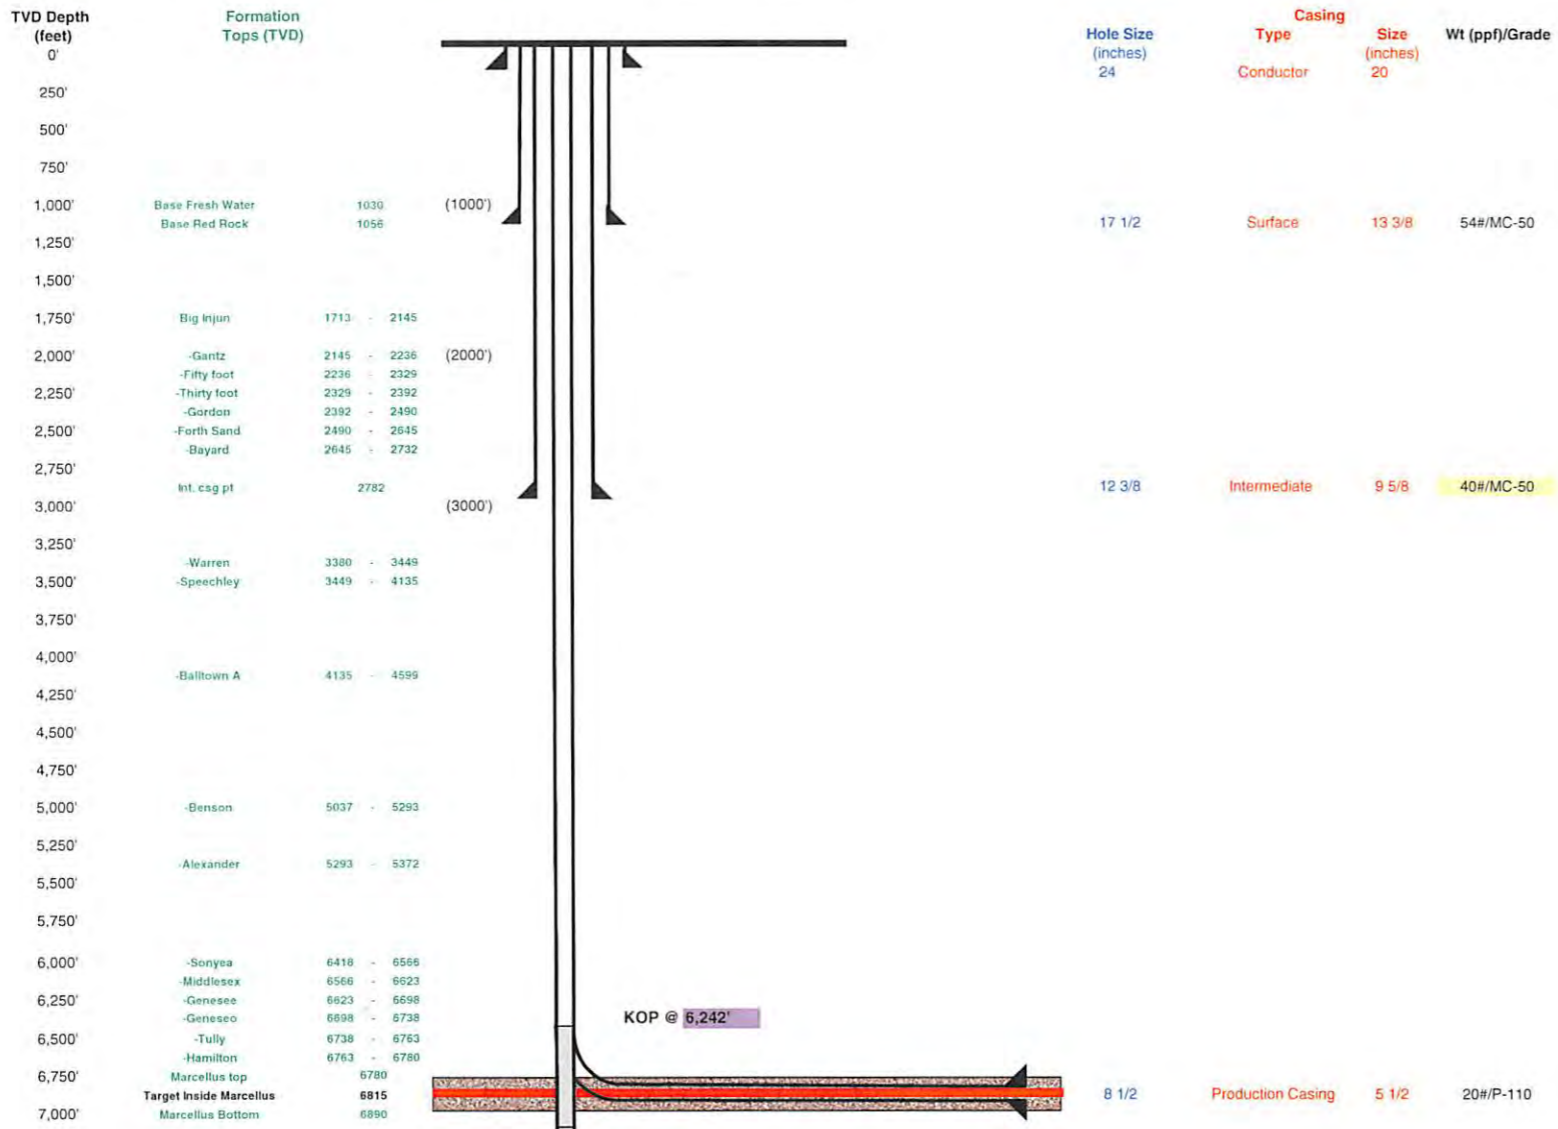 TVD Depth Formation Casing
(feet) Tops (TVD) Hole Size Type Size Wt (ppf)/Grade
0' (inches) (inches)
24 Conductor 20
250'
500'
750'
1,000' Base Fresh Water 1030 (1000')
Base Red Rock 1056 17 1/2 Surface 13 3/8 54#/MC-50
1,250'
1,500'
1,750' Big Injun 1713 - 2145
2,000' -Gantz 2145 - 2236 (2000')
-Fifty foot 2236 - 2329
2,250' -Thirty foot 2329 - 2392
-Gordon 2392 - 2490
2,500' -Forth Sand 2490 - 2645
-Bayard 2645 - 2732
2,750'
Int. csg pt 2782 12 3/8 Intermediate 9 5/8 40#/MC-50
3,000' (3000')
3,250'
-Warren 3380 - 3449
3,500' -Speechley 3449 - 4135
3,750'
4,000'
-Balltown A 4135 - 4599
4,250'
4,500'
4,750'
5,000' -Benson 5037 - 5293
5,250'
-Alexander 5293 - 5372
5,500'
5,750'
6,000' -Sonyea 6418 - 6566
-Middlesex 6566 - 6623
6,250' -Genesee 6623 - 6698
-Geneseo 6698 - 6738 KOP @ 6,242'
6,500' -Tully 6738 - 6763
-Hamilton 6763 - 6780
6,750' Marcellus top 6780
Target Inside Marcellus 6815 8 1/2 Production Casing 5 1/2 20#/P-110
7,000' Marcellus Bottom 6890